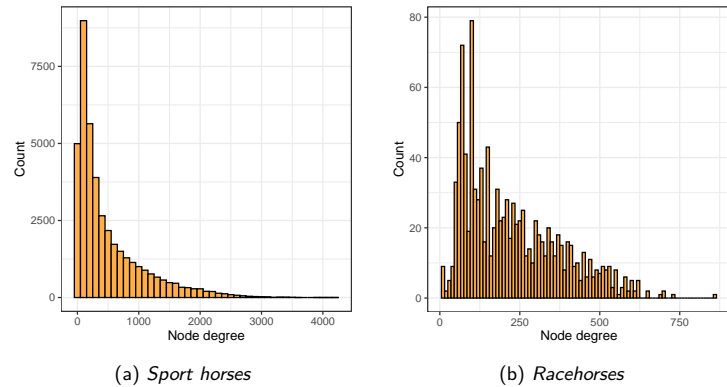 7500
5000
2500
0
Count
0 1000 2000 3000 4000
Node degree
(a) Sport horses
80
60
40
20
0
Count
0 250 500 750
Node degree
(b) Racehorses